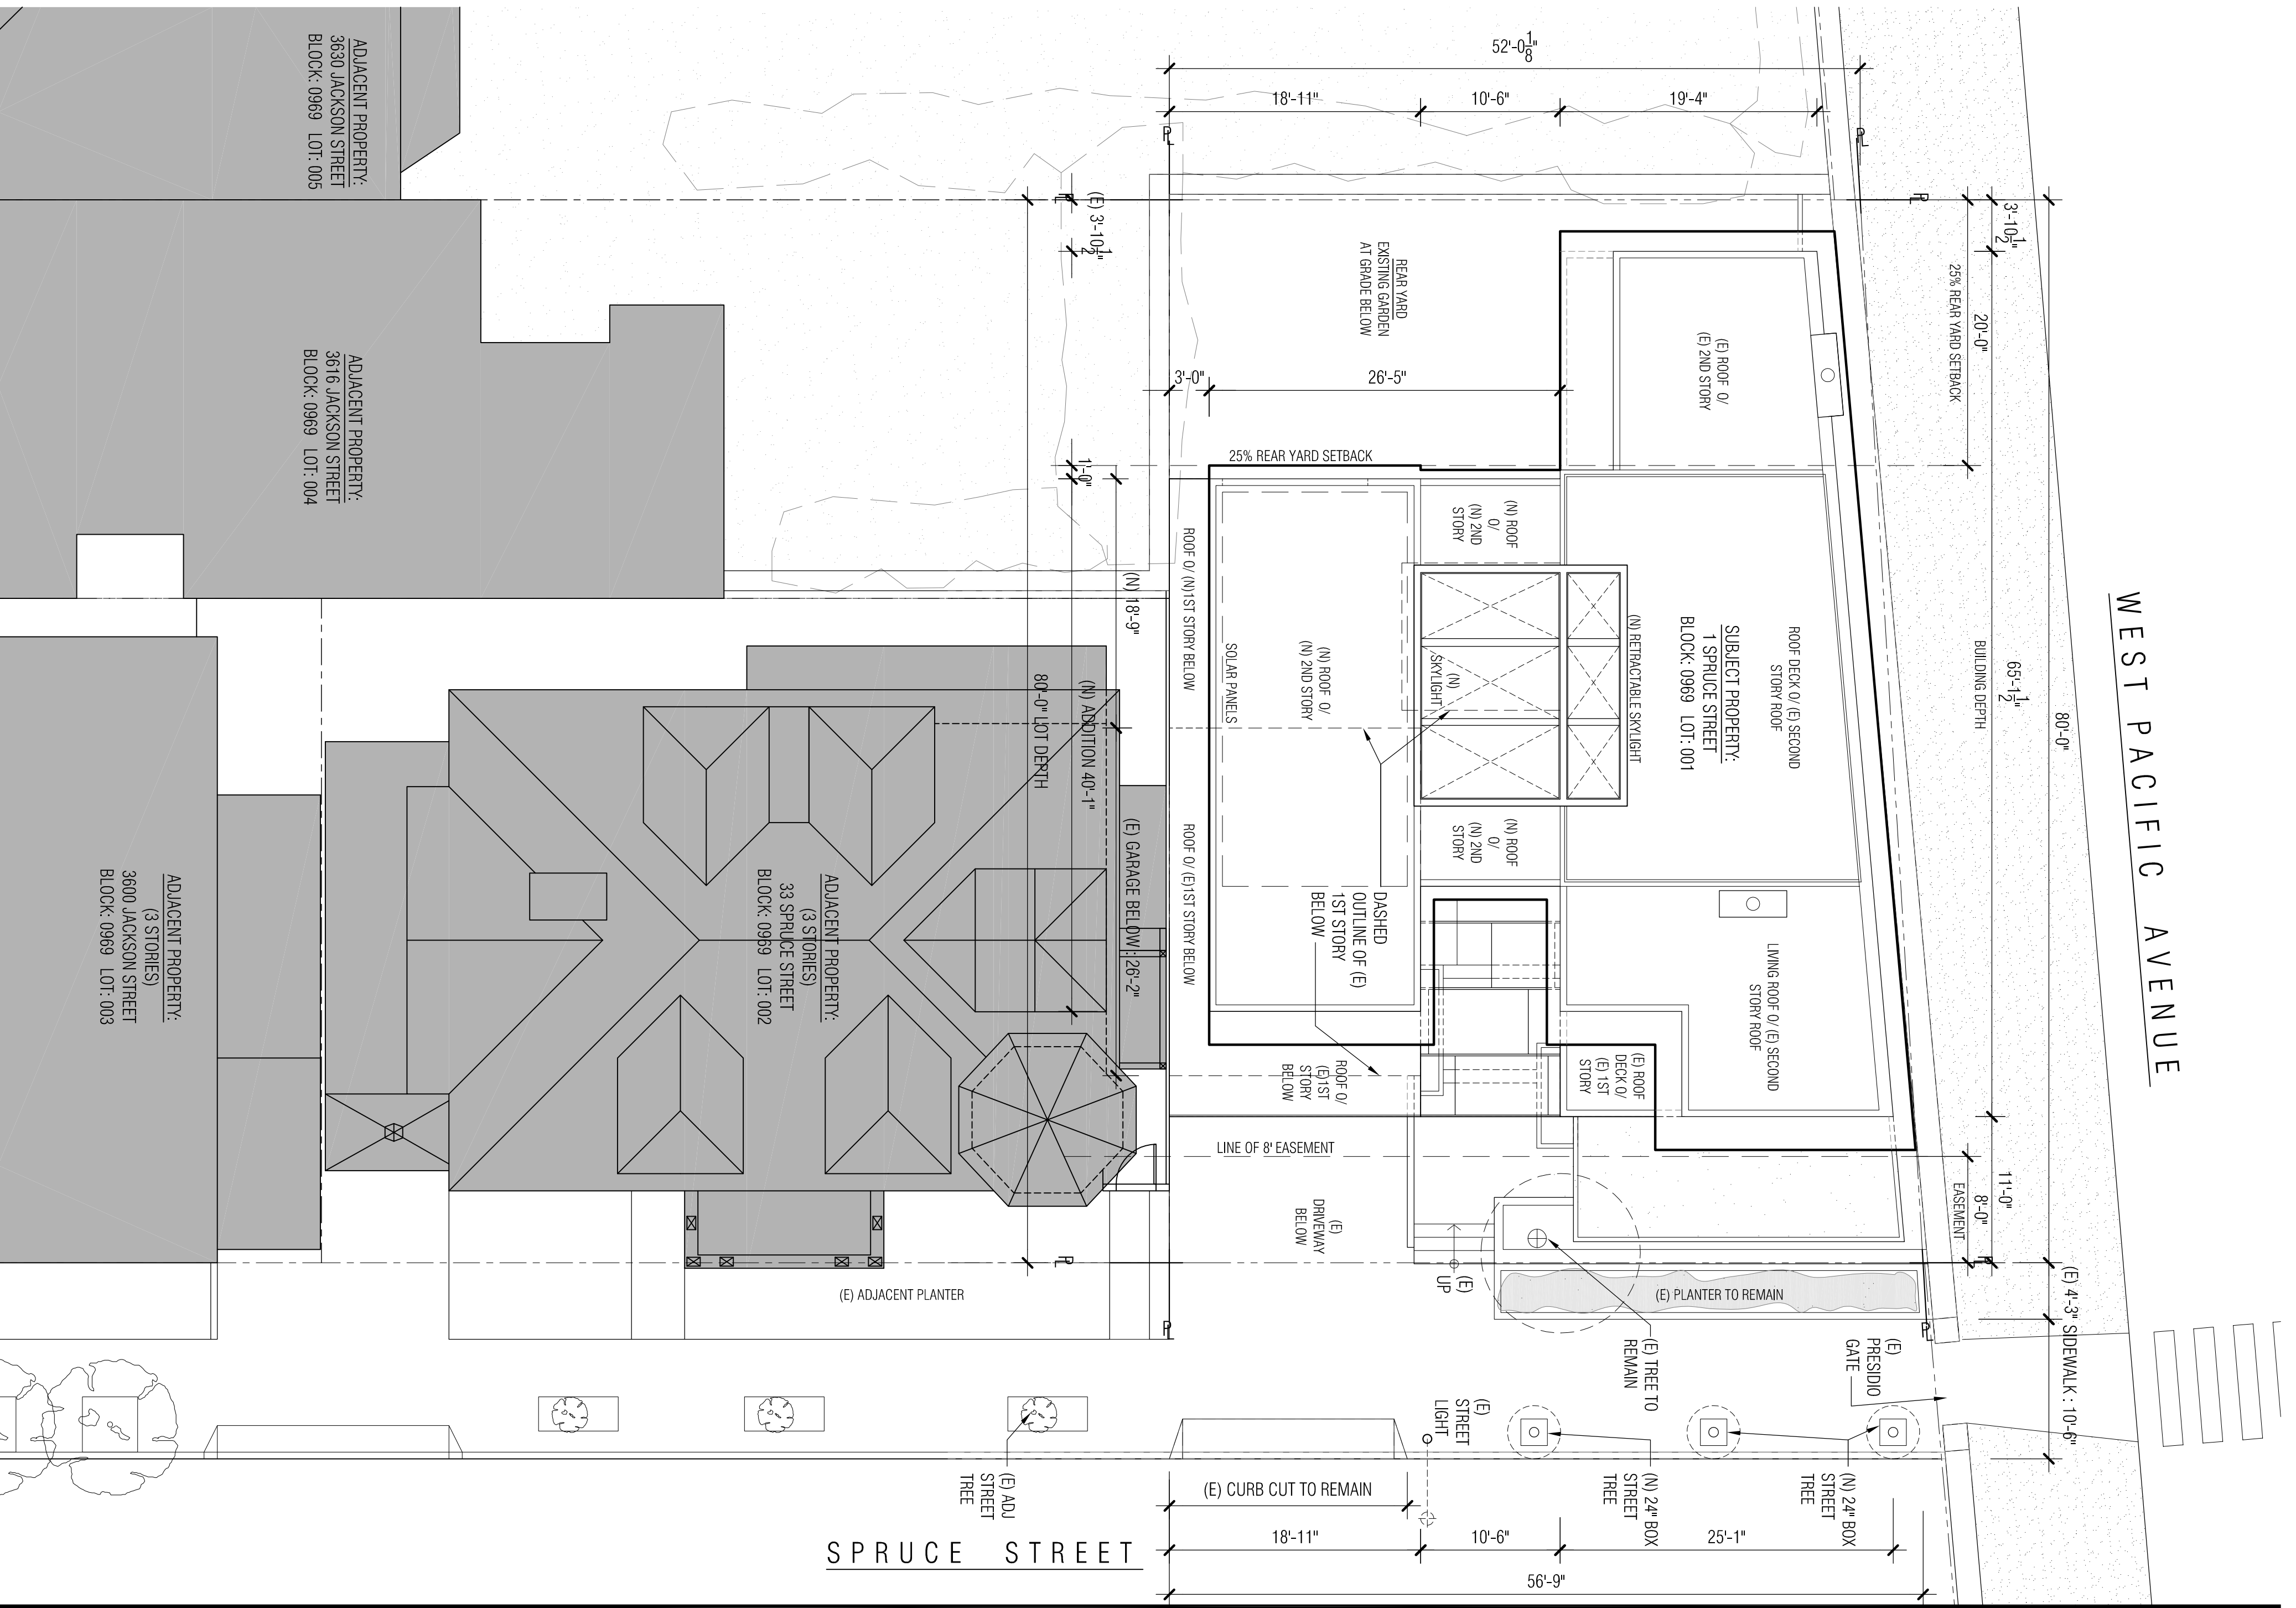 52'-0 1/8"
18'-11"
10'-6"
19'-4"
PL
PL
PL
PL
ADJACENT PROPERTY:
3630 JACKSON STREET
BLOCK: 0969 LOT: 005
(E) 3'-10 1/2"
3'-10 1/2"
REAR YARD
EXISTING GARDEN
AT GRADE BELOW
25% REAR YARD SETBACK
20'-0"
(E) ROOF O/
(E) 2ND STORY
3'-0"
26'-5"
ADJACENT PROPERTY:
3616 JACKSON STREET
BLOCK: 0969 LOT: 004
25% REAR YARD SETBACK
1'-0"
(N) 18'-9"
ROOF O/ (N)1ST STORY BELOW
(N) ROOF
O/
(N) 2ND
STORY
SOLAR PANELS
(N) ROOF O/
(N) 2ND STORY
(N)
SKYLIGHT
(N) RETRACTABLE SKYLIGHT
SUBJECT PROPERTY:
1 SPRUCE STREET
BLOCK: 0969 LOT: 001
ROOF DECK O/ (E) SECOND
STORY ROOF
BUILDING DEPTH
65'-1 1/2"
80'-0"
WEST PACIFIC AVENUE
80'-0" LOT DEPTH
(N) ADDITION 40'-1"
(E) GARAGE BELOW : 26'-2"
ROOF O/ (E)1ST STORY BELOW
(N) ROOF
O/
(N) 2ND
STORY
DASHED
OUTLINE OF (E)
1ST STORY
BELOW
ADJACENT PROPERTY:
(3 STORIES)
3600 JACKSON STREET
BLOCK: 0969 LOT: 003
ADJACENT PROPERTY:
(3 STORIES)
33 SPRUCE STREET
BLOCK: 0969 LOT: 002
LIVING ROOF O/ (E) SECOND
STORY ROOF
ROOF O/
(E)1ST
STORY
BELOW
(E) ROOF
DECK O/
(E) 1ST
STORY
LINE OF 8' EASEMENT
EASEMENT
8'-0"
11'-0"
(E)
DRIVEWAY
BELOW
PL
PL
(E)
UP
(E) ADJACENT PLANTER
(E) PLANTER TO REMAIN
(E) 4'-3" SIDEWALK : 10'-6"
PL
PL
(E) TREE TO
REMAIN
(E)
PRESIDIO
GATE
(E)
STREET
LIGHT
(E) ADJ
STREET
TREE
(E) CURB CUT TO REMAIN
(N) 24" BOX
STREET
TREE
(N) 24" BOX
STREET
TREE
18'-11"
10'-6"
25'-1"
SPRUCE STREET
56'-9"